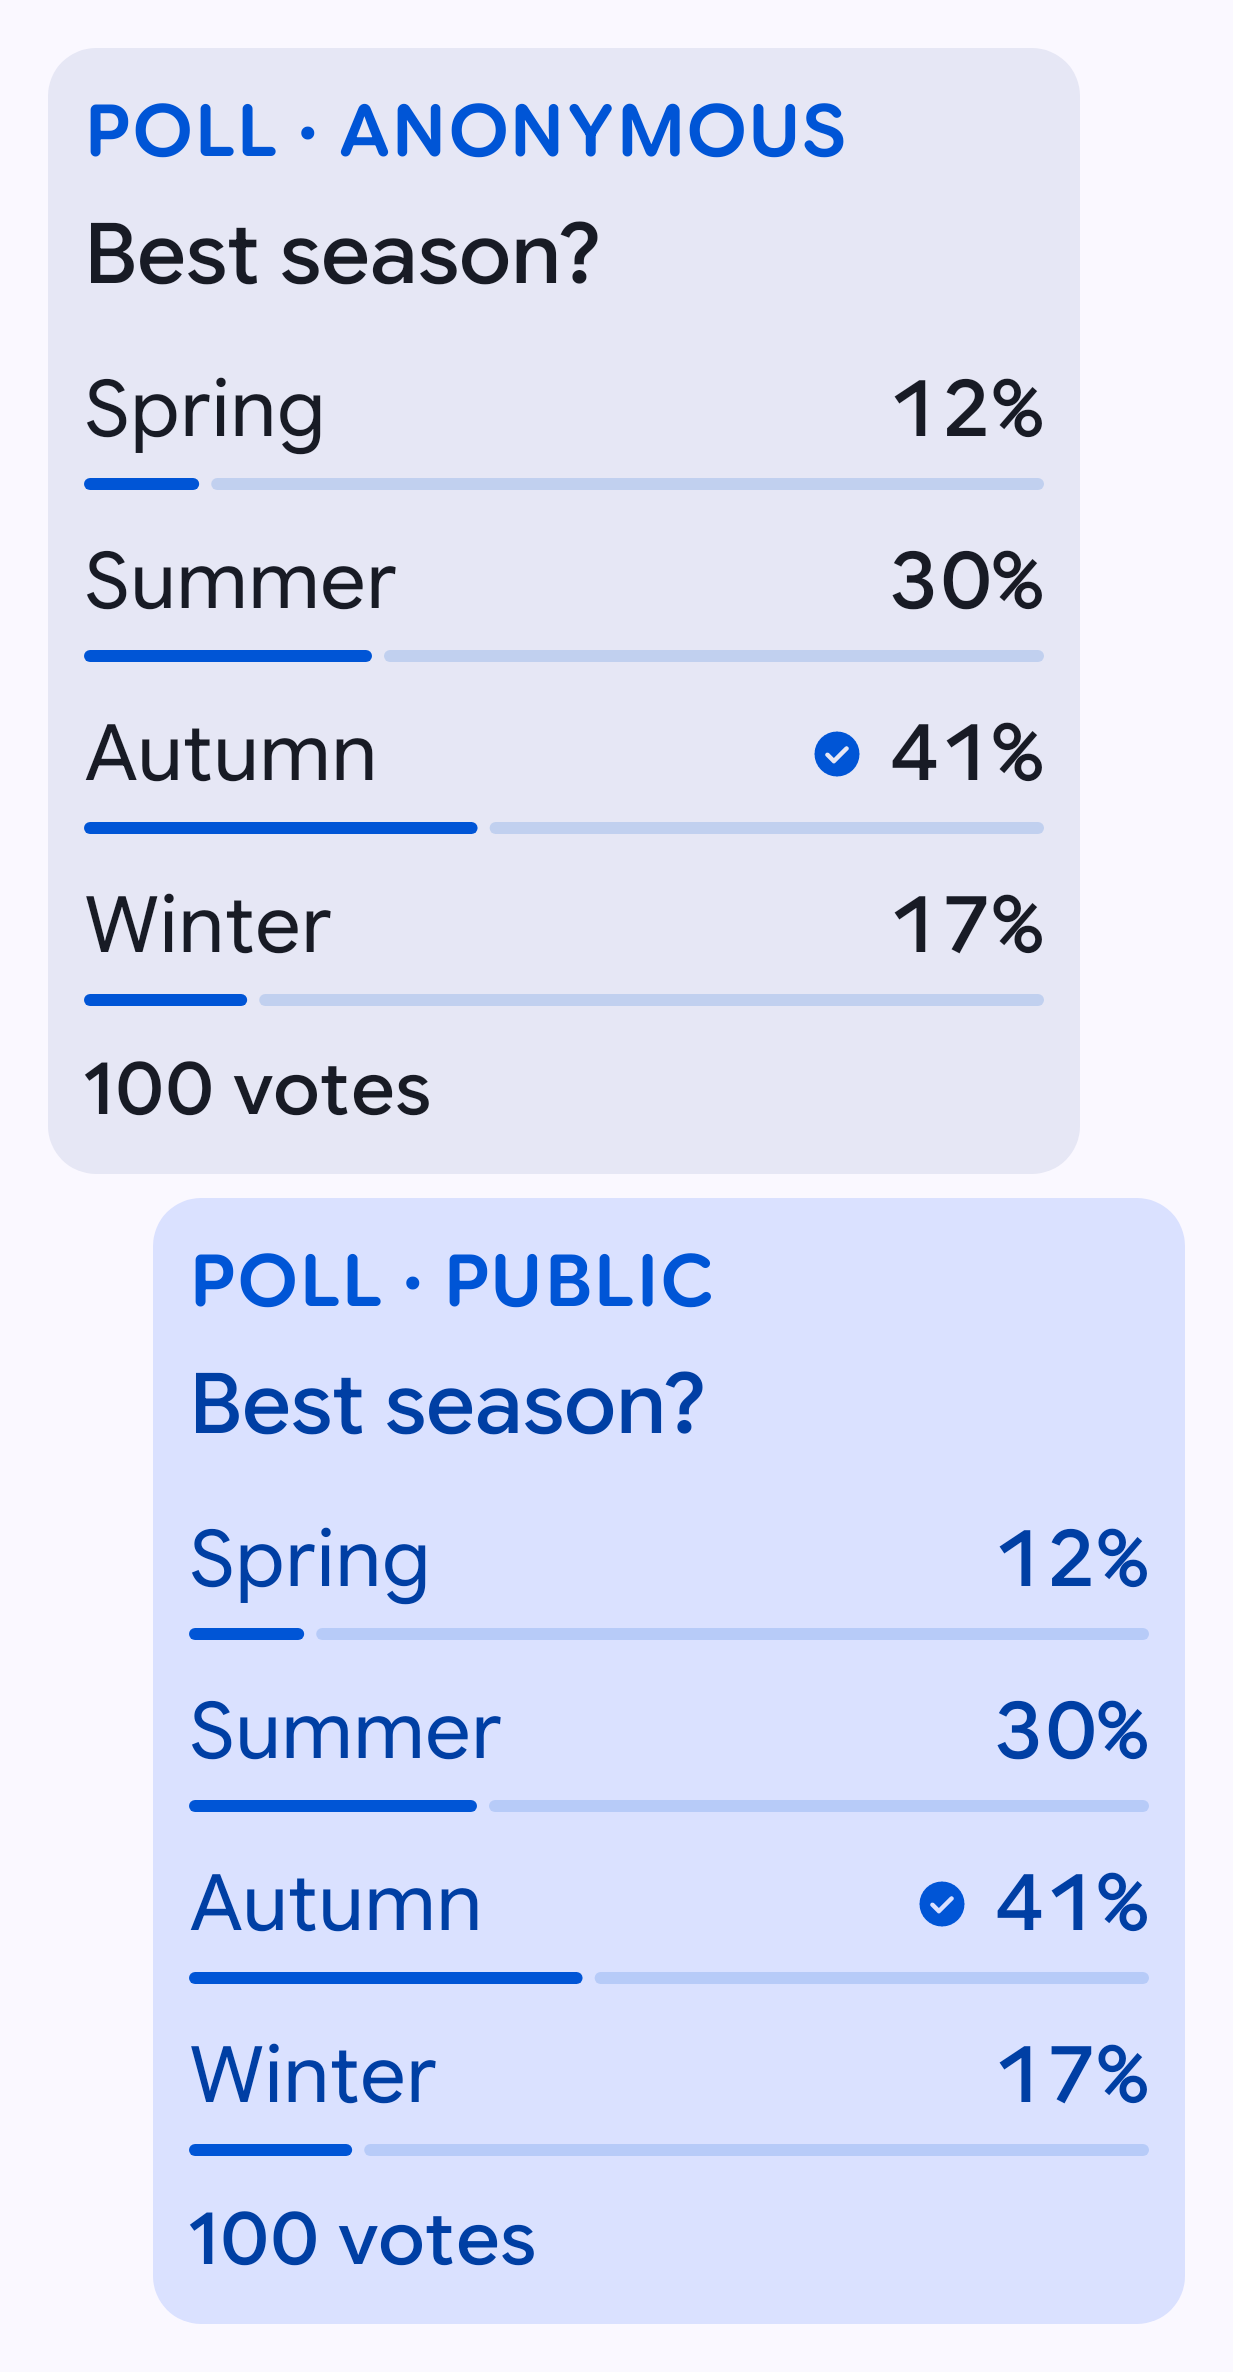 POLL · ANONYMOUS
Best season?
Spring 12%
Summer 30%
Autumn 41%
Winter 17%
100 votes
POLL · PUBLIC
Best season?
Spring 12%
Summer 30%
Autumn 41%
Winter 17%
100 votes